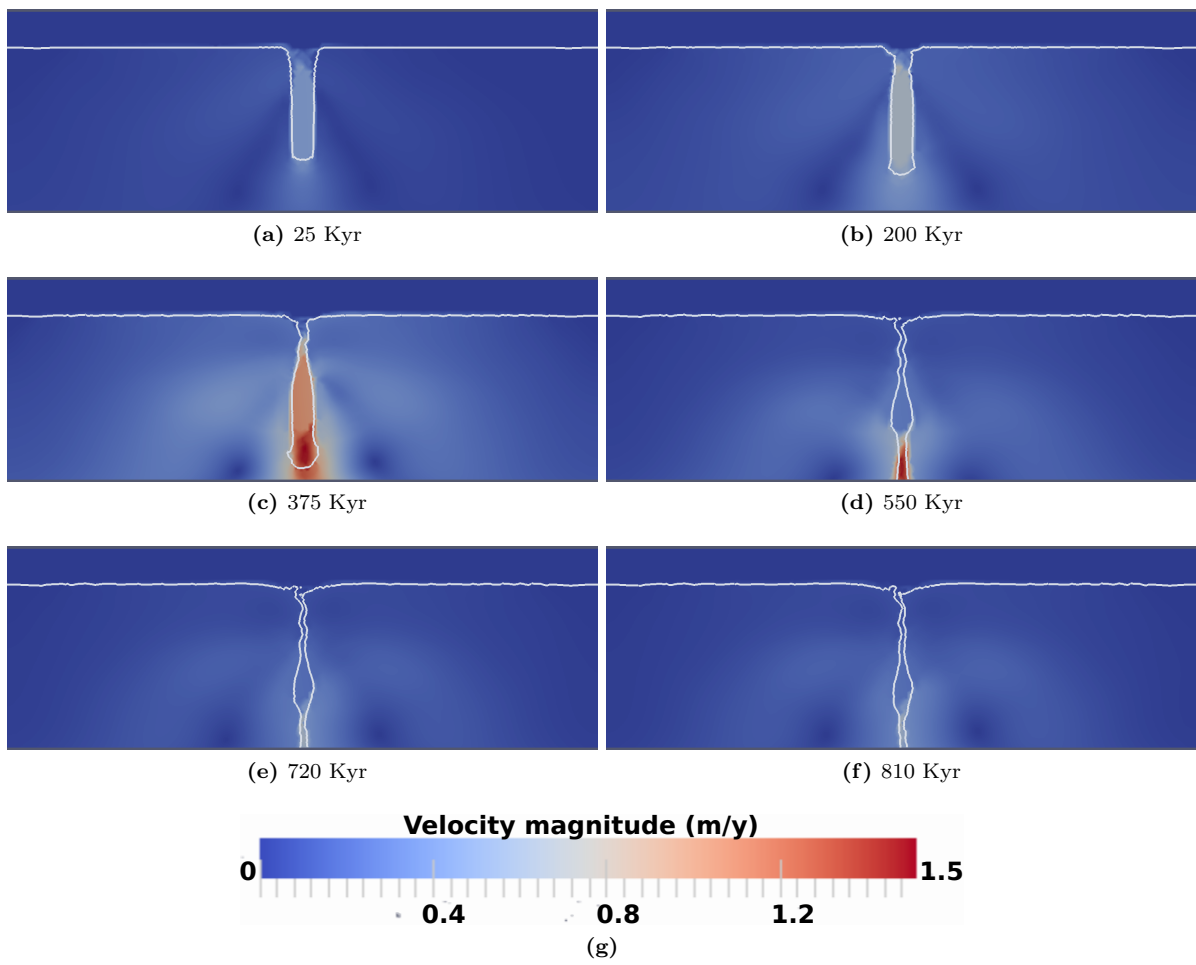 (a) 25 Kyr
(b) 200 Kyr
(c) 375 Kyr
(d) 550 Kyr
(e) 720 Kyr
(f) 810 Kyr
Velocity magnitude (m/y)
0
1.5
0.4
0.8
1.2
(g)